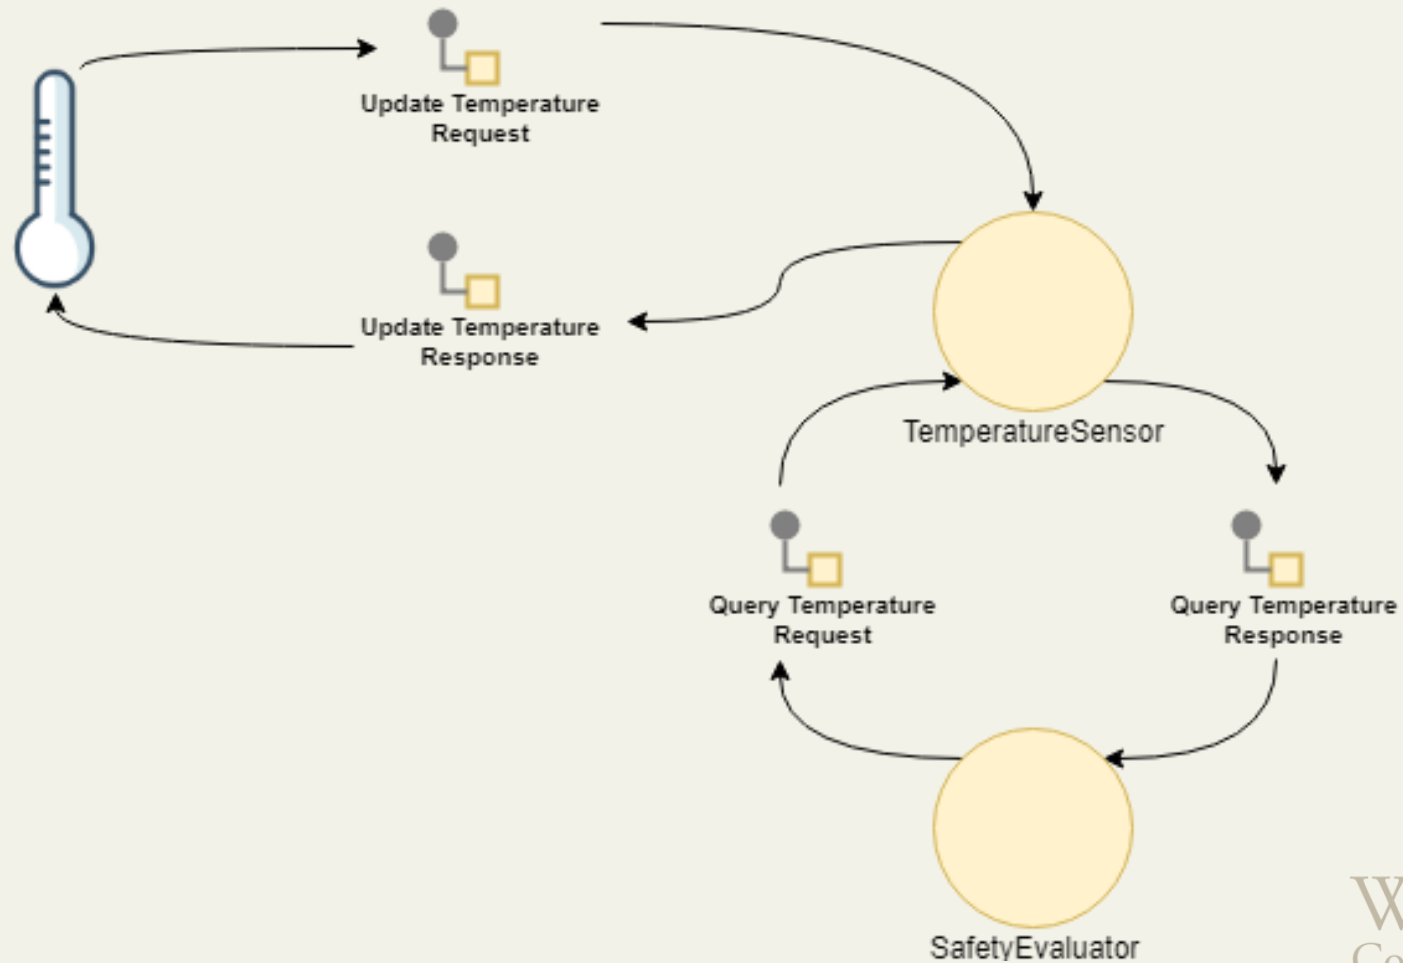 Update Temperature
Request
Update Temperature
Response
TemperatureSensor
Query Temperature
Request
Query Temperature
Response
SafetyEvaluator